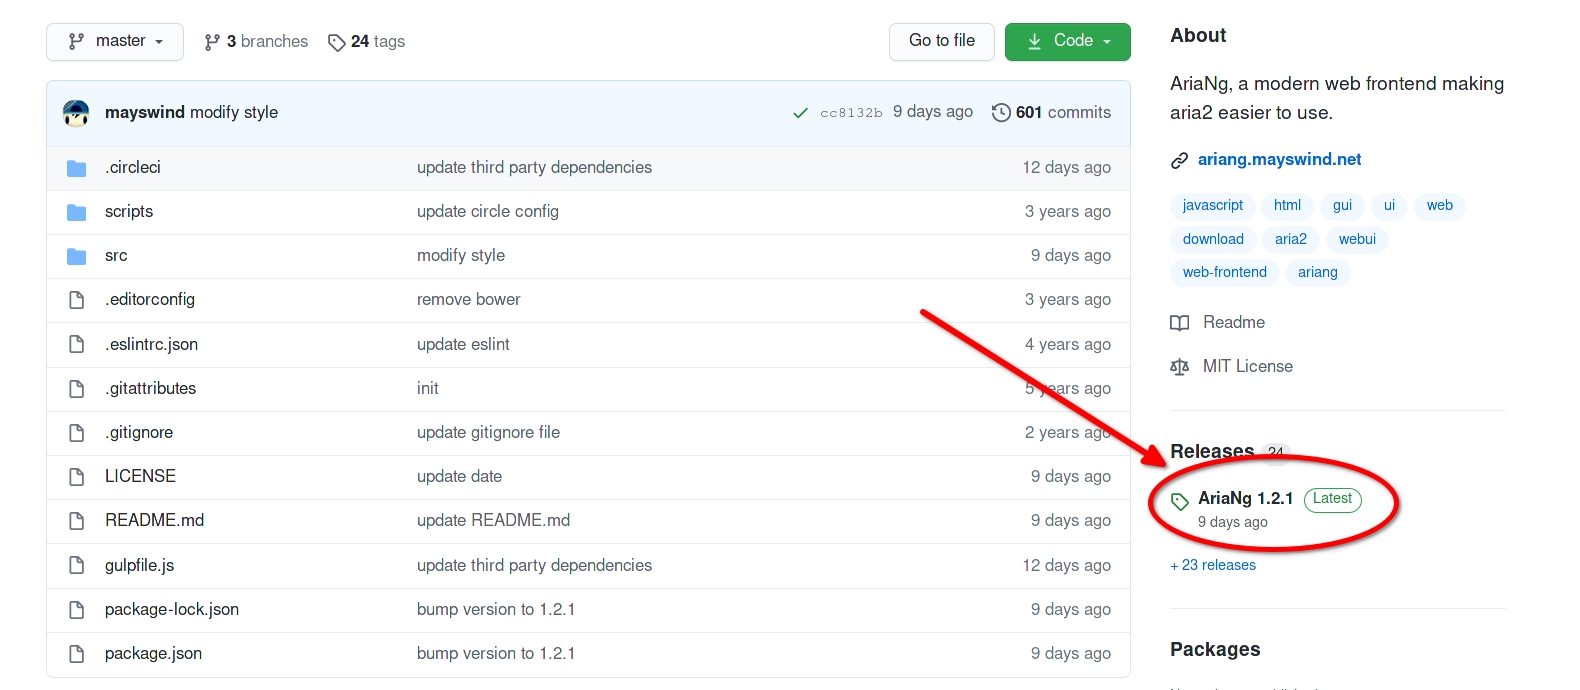 master 3 branches 24 tags Go to file Code
mayswind modify style cc8132b 9 days ago 601 commits
.circleci update third party dependencies 12 days ago
scripts update circle config 3 years ago
src modify style 9 days ago
.editorconfig remove bower 3 years ago
.eslintrc.json update eslint 4 years ago
.gitattributes init 5 years ago
.gitignore update gitignore file 2 years ago
LICENSE update date 9 days ago
README.md update README.md 9 days ago
gulpfile.js update third party dependencies 12 days ago
package-lock.json bump version to 1.2.1 9 days ago
package.json bump version to 1.2.1 9 days ago
About
AriaNg, a modern web frontend making
aria2 easier to use.
ariang.mayswind.net
javascript html gui ui web
download aria2 webui
web-frontend ariang
Readme
MIT License
Releases 24
AriaNg 1.2.1 Latest
9 days ago
+ 23 releases
Packages